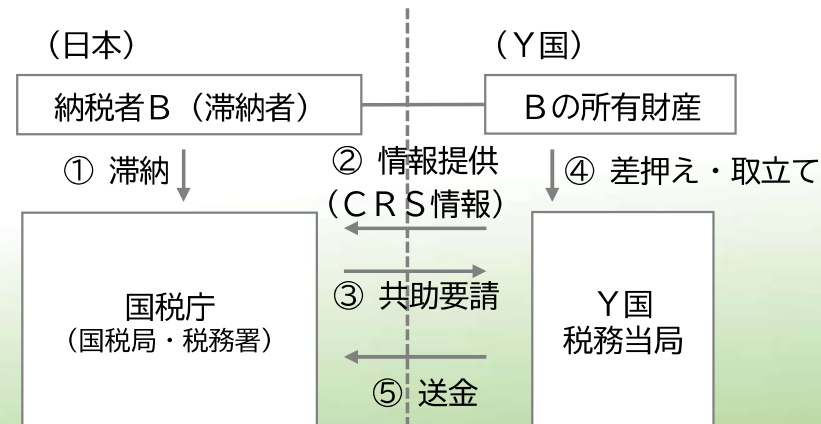 （日本）
（Ｙ国）
納税者Ｂ（滞納者）
Ｂの所有財産
① 滞納
② 情報提供
（ＣＲＳ情報）
④ 差押え・取立て
③ 共助要請
国税庁
（国税局・税務署）
Ｙ国
税務当局
⑤ 送金